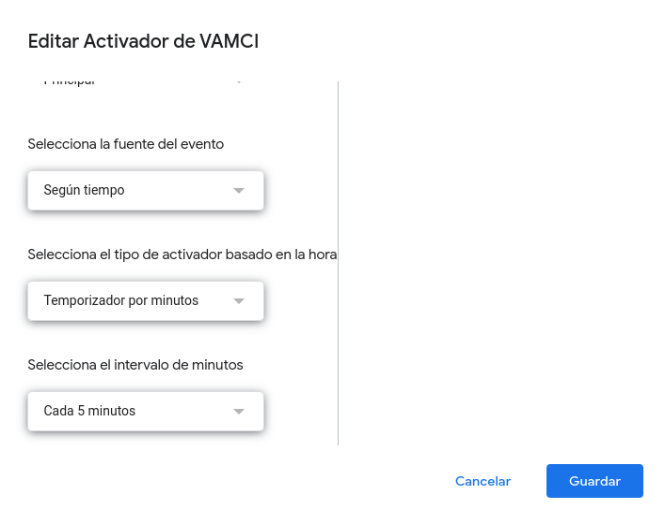 Editar Activador de VAMCI
Selecciona la fuente del evento
Según tiempo
Selecciona el tipo de activador basado en la hora
Temporizador por minutos
Selecciona el intervalo de minutos
Cada 5 minutos
Cancelar
Guardar